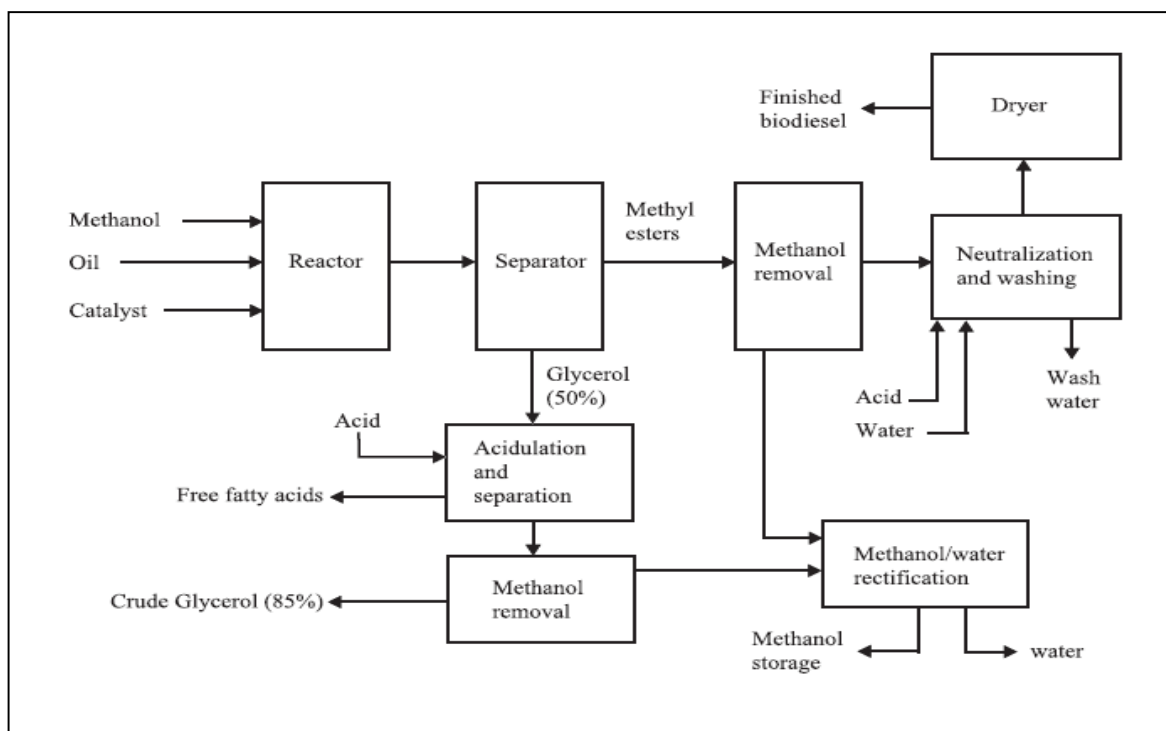 Finished
biodiesel
Dryer
Methanol
Oil
Catalyst
Reactor
Separator
Methyl
esters
Methanol
removal
Neutralization
and washing
Glycerol
(50%)
Acid
Water
Wash
water
Acid
Acidulation
and
separation
Free fatty acids
Methanol
removal
Crude Glycerol (85%)
Methanol/water
rectification
Methanol
storage
water